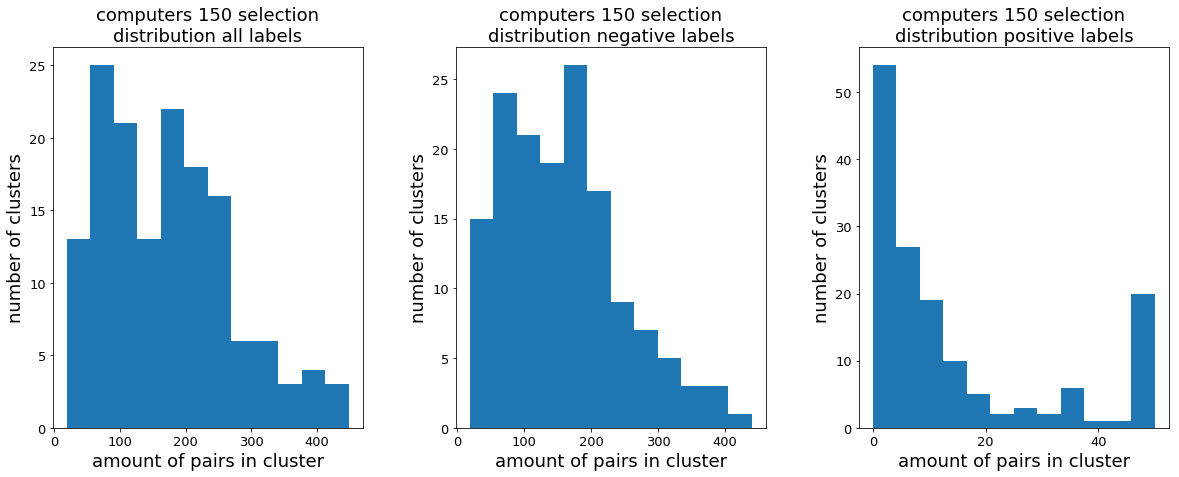 computers 150 selection
distribution all labels
number of clusters
25
20
15
10
5
0
0 100 200 300 400
amount of pairs in cluster
computers 150 selection
distribution negative labels
number of clusters
25
20
15
10
5
0
0 100 200 300 400
amount of pairs in cluster
computers 150 selection
distribution positive labels
number of clusters
50
40
30
20
10
0
0 20 40
amount of pairs in cluster